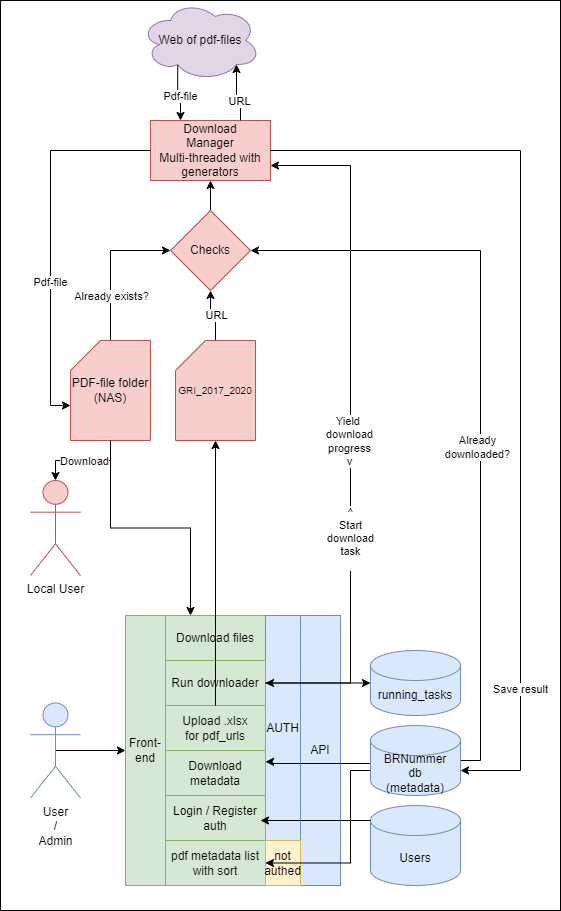 Web of pdf-files
Pdf-file
URL
Download
Manager
Multi-threaded with
generators
Checks
Pdf-file
Already exists?
URL
PDF-file folder
(NAS)
GRI_2017_2020
Yield
download
progress
v
Already
downloaded?
Download
^
Start
download
task
Local User
Download files
Run downloader
running_tasks
Save result
Upload .xlsx
for pdf_urls
AUTH
Front-
end
API
Download
metadata
BRNummer
db
(metadata)
User
/
Admin
Login / Register
auth
Users
pdf metadata list
with sort
not
authed